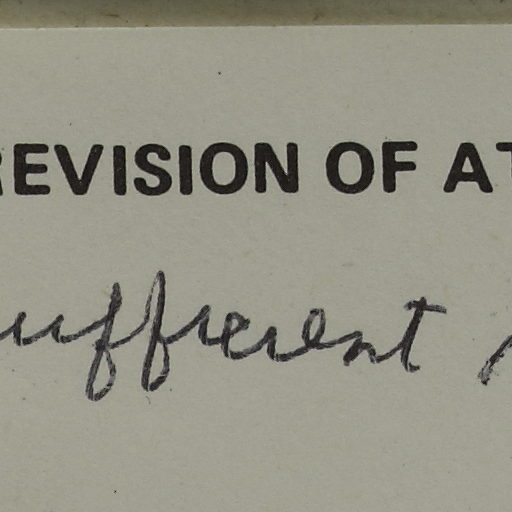 REVISION OF AT
ufficient